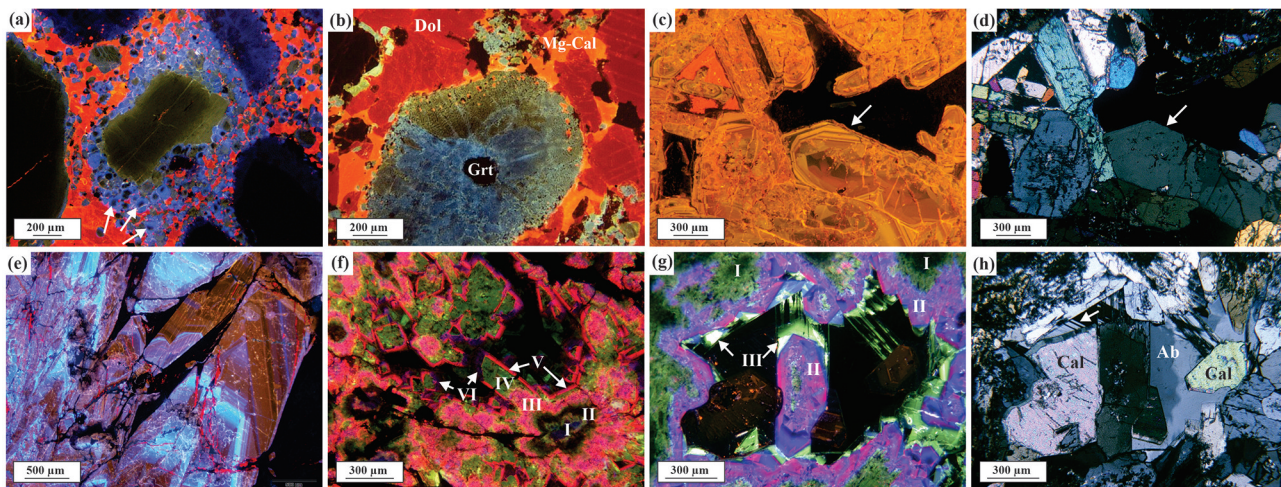 (a)
200 µm
(b)
Dol
Mg-Cal
Grt
200 µm
(c)
300 µm
(d)
300 µm
(e)
500 µm
(f)
VI
IV
V
III
II
I
300 µm
(g)
I
I
II
III
II
300 µm
(h)
Cal
Ab
Cal
300 µm